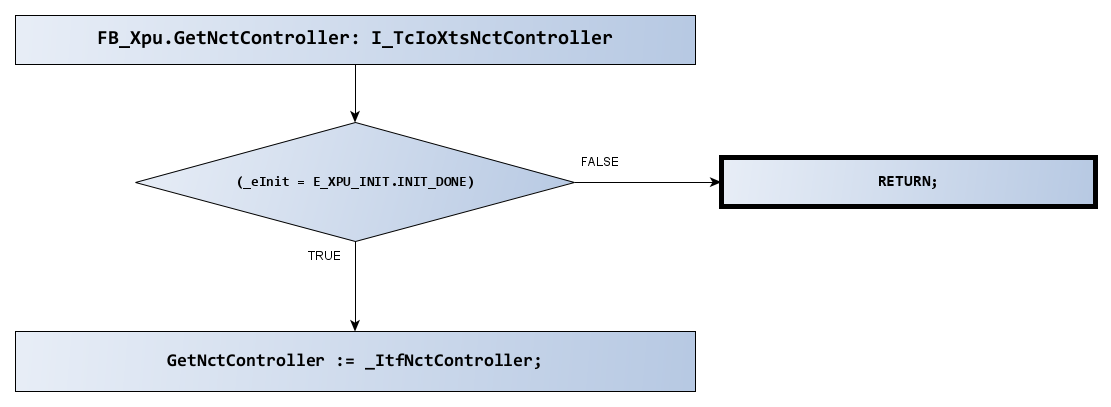 FB_Xpu.GetNctController: I_TcIoXtsNctController
(_eInit = E_XPU_INIT.INIT_DONE)
FALSE
RETURN;
TRUE
GetNctController := _ItfNctController;